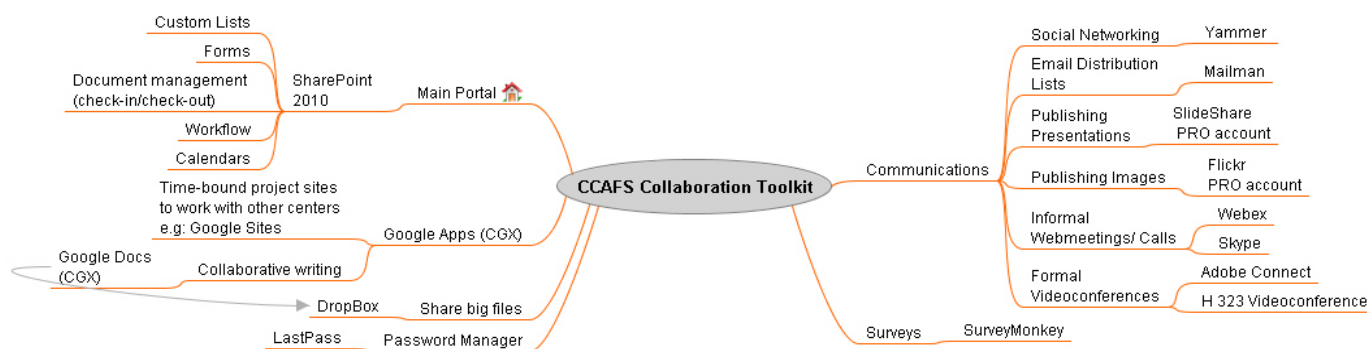 CCAFS Collaboration Toolkit
Main Portal
SharePoint
2010
Custom Lists
Forms
Document management
(check-in/check-out)
Workflow
Calendars
Google Apps (CGX)
Time-bound project sites
to work with other centers
e.g: Google Sites
Collaborative writing
Google Docs
(CGX)
Share big files
DropBox
Password Manager
LastPass
Communications
Social Networking
Yammer
Email Distribution
Lists
Mailman
Publishing
Presentations
SlideShare
PRO account
Publishing Images
Flickr
PRO account
Informal
Webmeetings/ Calls
Webex
Skype
Formal
Videoconferences
Adobe Connect
H 323 Videoconference
Surveys
SurveyMonkey